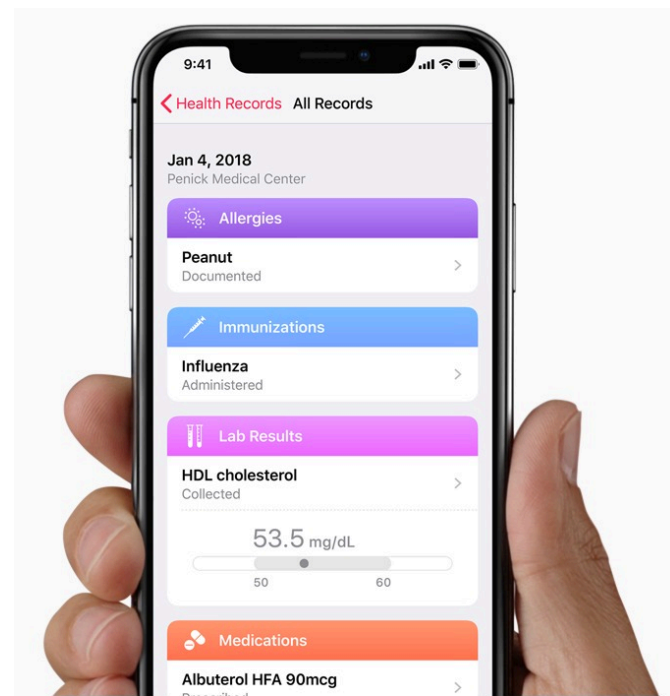 9:41
Health Records All Records
Jan 4, 2018
Penick Medical Center
Allergies
Peanut
Documented
Immunizations
Influenza
Administered
Lab Results
HDL cholesterol
Collected
53.5 mg/dL
50 60
Medications
Albuterol HFA 90mcg